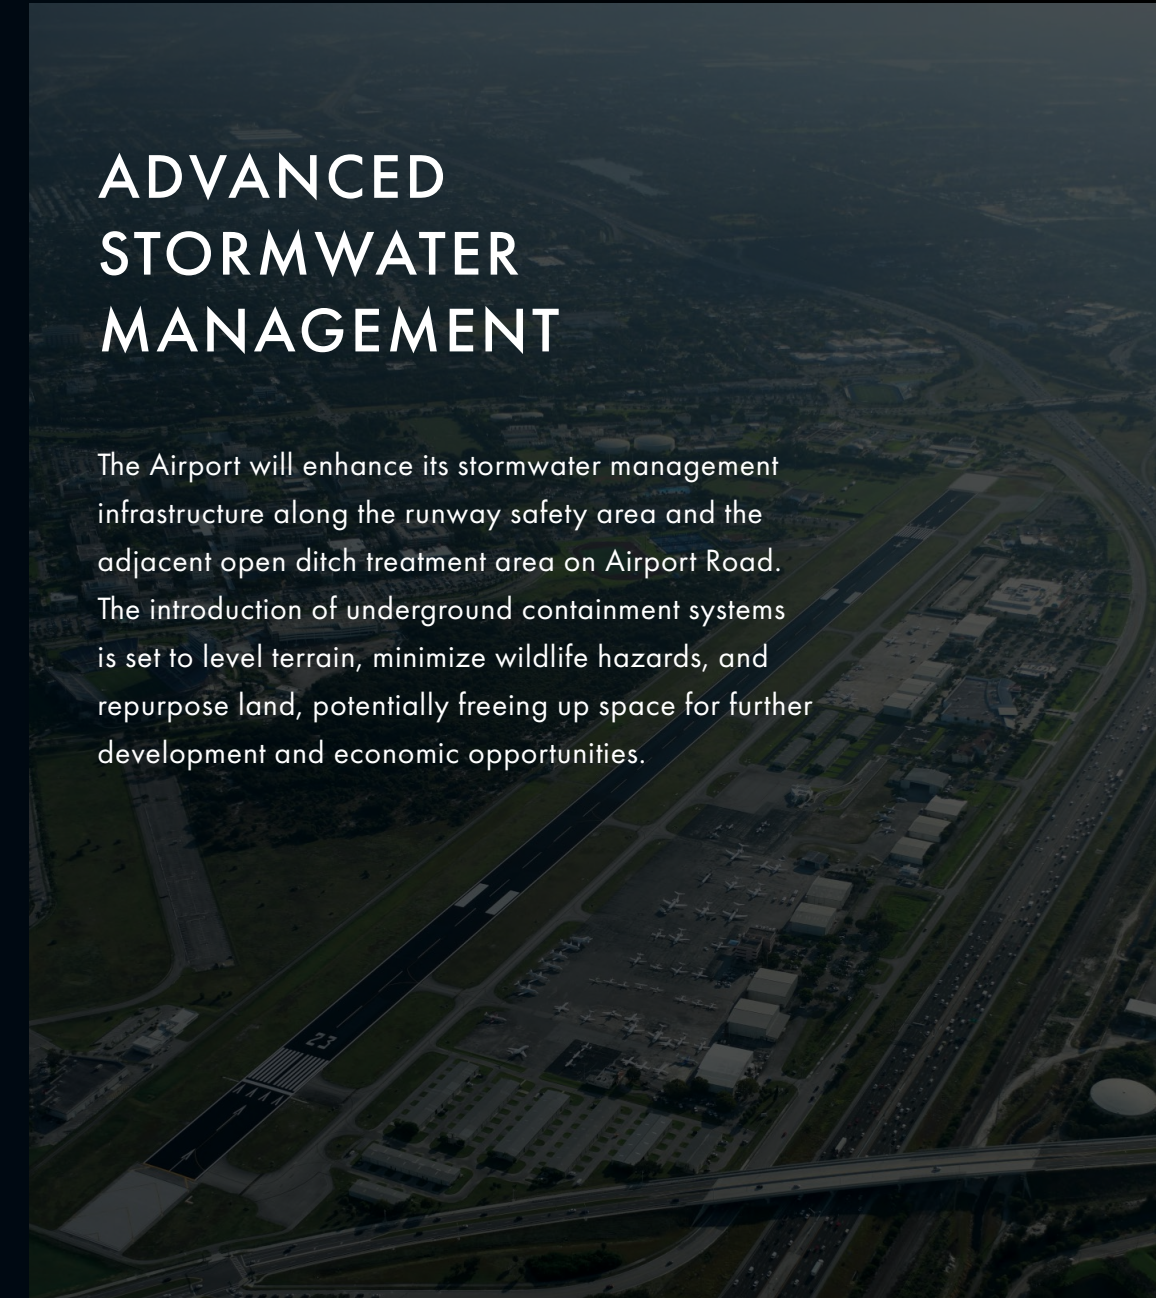 ADVANCED
STORMWATER
MANAGEMENT
The Airport will enhance its stormwater management
infrastructure along the runway safety area and the
adjacent open ditch treatment area on Airport Road.
The introduction of underground containment systems
is set to level terrain, minimize wildlife hazards, and
repurpose land, potentially freeing up space for further
development and economic opportunities.
23